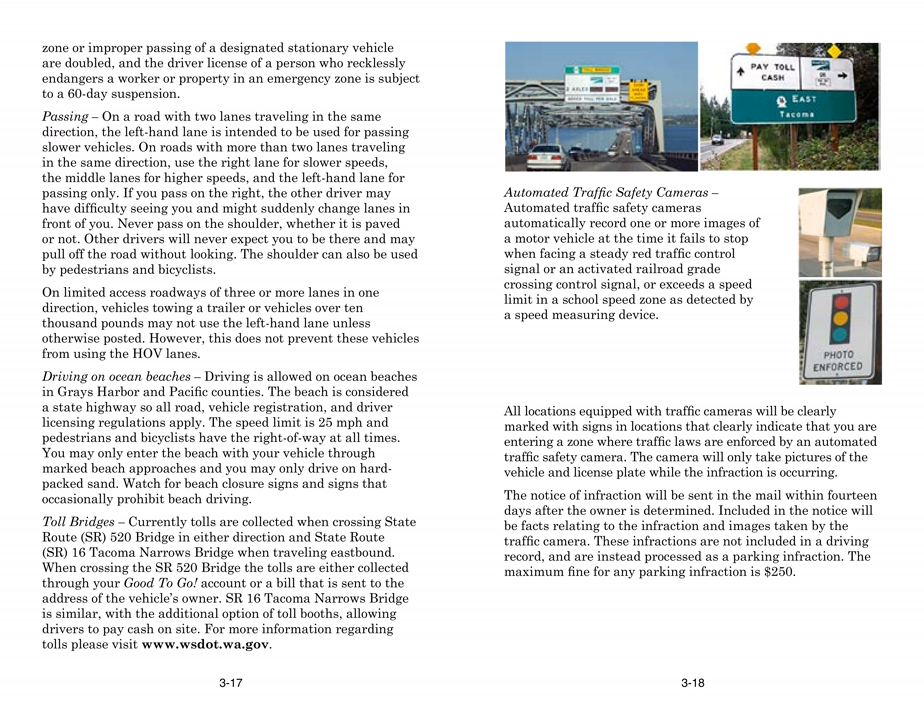 zone or improper passing of a designated stationary vehicle
are doubled, and the driver license of a person who recklessly
endangers a worker or property in an emergency zone is subject
to a 60-day suspension.
Passing – On a road with two lanes traveling in the same
direction, the left-hand lane is intended to be used for passing
slower vehicles. On roads with more than two lanes traveling
in the same direction, use the right lane for slower speeds,
the middle lanes for higher speeds, and the left-hand lane for
passing only. If you pass on the right, the other driver may
have difficulty seeing you and might suddenly change lanes in
front of you. Never pass on the shoulder, whether it is paved
or not. Other drivers will never expect you to be there and may
pull off the road without looking. The shoulder can also be used
by pedestrians and bicyclists.
On limited access roadways of three or more lanes in one
direction, vehicles towing a trailer or vehicles over ten
thousand pounds may not use the left-hand lane unless
otherwise posted. However, this does not prevent these vehicles
from using the HOV lanes.
Driving on ocean beaches – Driving is allowed on ocean beaches
in Grays Harbor and Pacific counties. The beach is considered
a state highway so all road, vehicle registration, and driver
licensing regulations apply. The speed limit is 25 mph and
pedestrians and bicyclists have the right-of-way at all times.
You may only enter the beach with your vehicle through
marked beach approaches and you may only drive on hard-
packed sand. Watch for beach closure signs and signs that
occasionally prohibit beach driving.
Toll Bridges – Currently tolls are collected when crossing State
Route (SR) 520 Bridge in either direction and State Route
(SR) 16 Tacoma Narrows Bridge when traveling eastbound.
When crossing the SR 520 Bridge the tolls are either collected
through your Good To Go! account or a bill that is sent to the
address of the vehicle's owner. SR 16 Tacoma Narrows Bridge
is similar, with the additional option of toll booths, allowing
drivers to pay cash on site. For more information regarding
tolls please visit www.wsdot.wa.gov.
3-17
TOLL BRIDGE
2 AXLES
PAY TOLL
CASH
OR
EAST
Tacoma
Automated Traffic Safety Cameras –
Automated traffic safety cameras
automatically record one or more images of
a motor vehicle at the time it fails to stop
when facing a steady red traffic control
signal or an activated railroad grade
crossing control signal, or exceeds a speed
limit in a school speed zone as detected by
a speed measuring device.
PHOTO
ENFORCED
All locations equipped with traffic cameras will be clearly
marked with signs in locations that clearly indicate that you are
entering a zone where traffic laws are enforced by an automated
traffic safety camera. The camera will only take pictures of the
vehicle and license plate while the infraction is occurring.
The notice of infraction will be sent in the mail within fourteen
days after the owner is determined. Included in the notice will
be facts relating to the infraction and images taken by the
traffic camera. These infractions are not included in a driving
record, and are instead processed as a parking infraction. The
maximum fine for any parking infraction is $250.
3-18